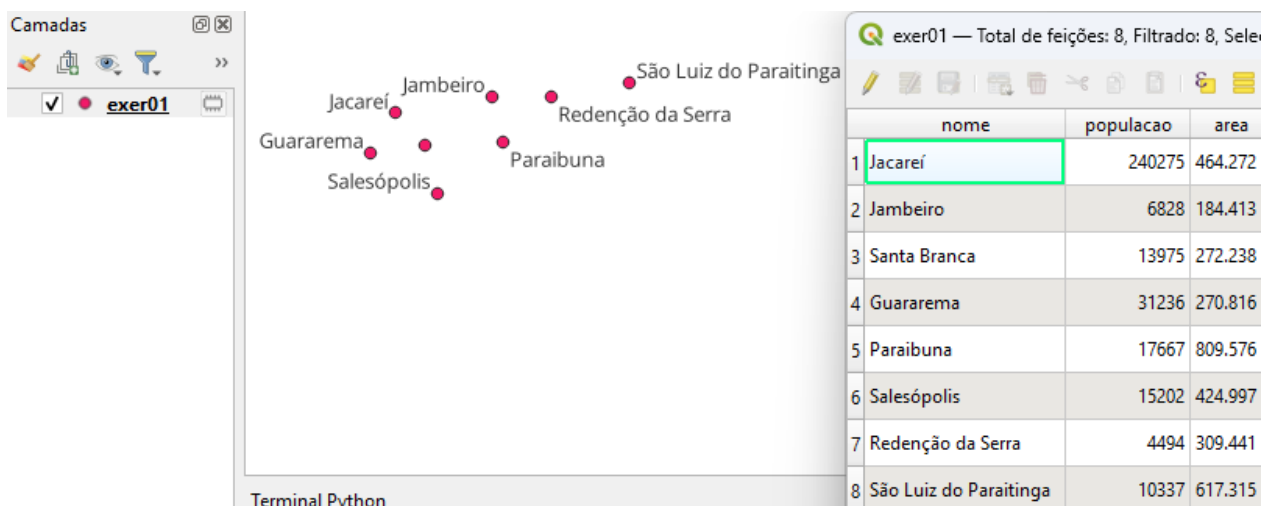 Camadas
exer01
São Luiz do Paraitinga
Jambeiro
Jacareí
Redenção da Serra
Guararema
Paraibuna
Salesópolis
Terminal Python
exer01 — Total de feições: 8, Filtrado: 8, Sele
nome populacao area
1 Jacareí 240275 464.272
2 Jambeiro 6828 184.413
3 Santa Branca 13975 272.238
4 Guararema 31236 270.816
5 Paraibuna 17667 809.576
6 Salesópolis 15202 424.997
7 Redenção da Serra 4494 309.441
8 São Luiz do Paraitinga 10337 617.315